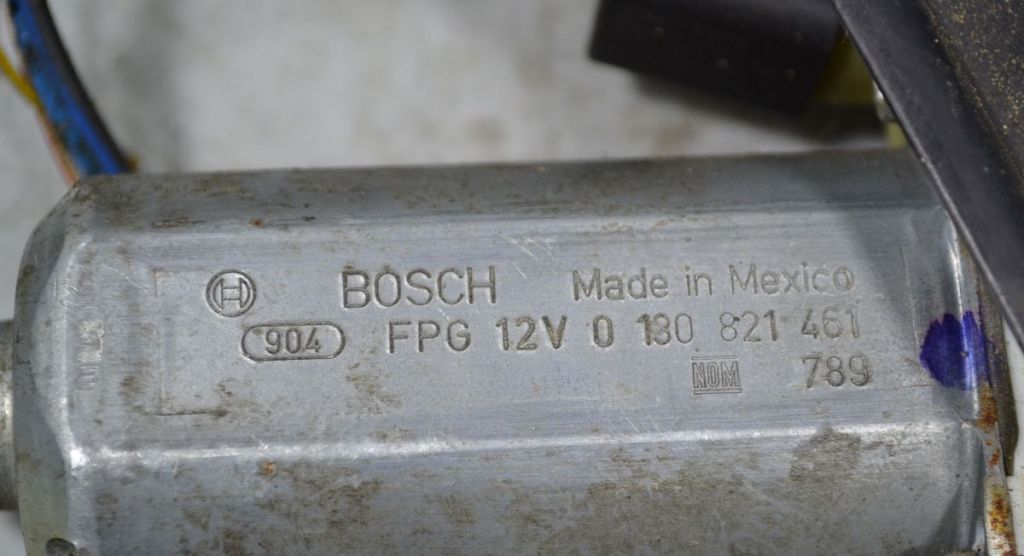 BOSCH Made in Mexico
904 FPG 12V 0 130 821 461
NOM 789